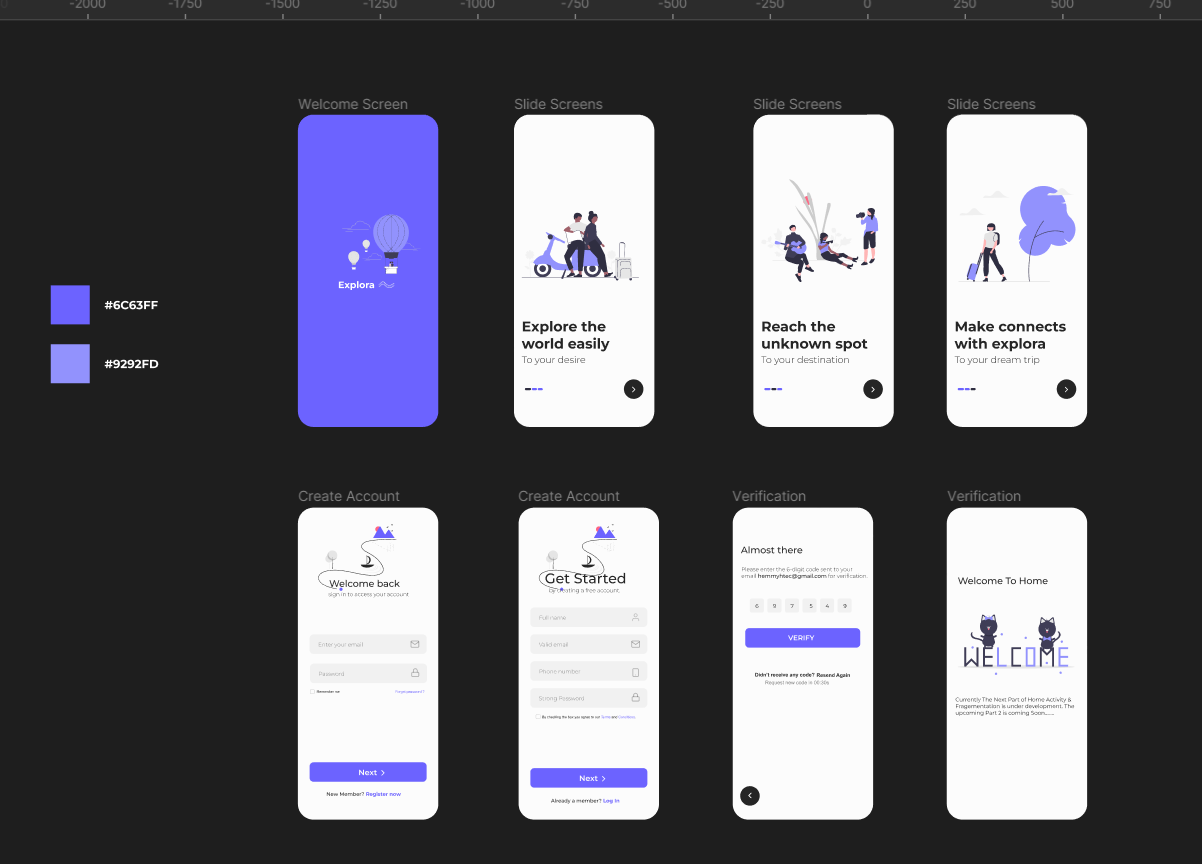 -2000 -1750 -1500 -1250 -1000 -750 -500 -250 0 250 500 750
Welcome Screen
Slide Screens
Slide Screens
Slide Screens
#6C63FF
#9292FD
Explora
Explore the
world easily
To your desire
Reach the
unknown spot
To your destination
Make connects
with explora
To your dream trip
Create Account
Create Account
Verification
Verification
Welcome back
sign in to access your account
Enter your email
Password
Remember me
Forget password ?
Next
New Member? Register now
Get Started
by creating a free account.
Full name
Valid email
Phone number
Strong Password
By checking the box you agree to our Terms and Conditions.
Next
Already a member? Log In
Almost there
Please enter the 6-digit code sent to your
email hemmyhtec@gmail.com for verification.
6 9 7 5 4 9
VERIFY
Didn't receive any code? Resend Again
Request new code in 00:30s
Welcome To Home
WELCOME
Currently The Next Part of Home Activity &
Fregementation is under development, The
upcoming Part 2 is coming Soon.......